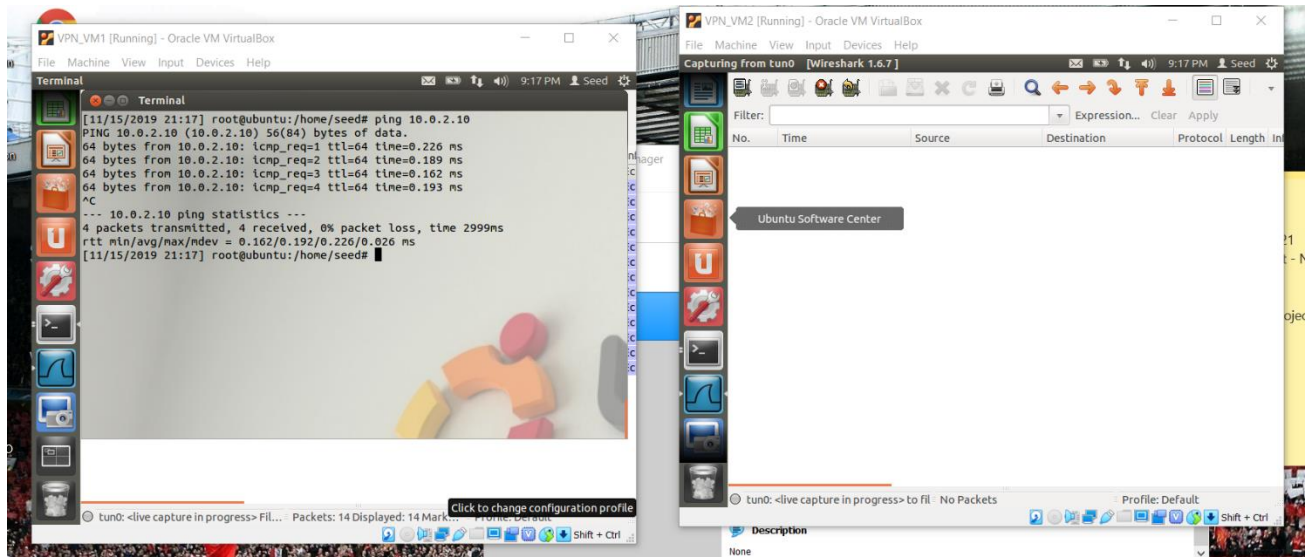 VPN_VM1 [Running] - Oracle VM VirtualBox
File Machine View Input Devices Help
Terminal
9:17 PM Seed
Terminal
[11/15/2019 21:17] root@ubuntu:/home/seed# ping 10.0.2.10
PING 10.0.2.10 (10.0.2.10) 56(84) bytes of data.
64 bytes from 10.0.2.10: icmp_req=1 ttl=64 time=0.226 ms
64 bytes from 10.0.2.10: icmp_req=2 ttl=64 time=0.189 ms
64 bytes from 10.0.2.10: icmp_req=3 ttl=64 time=0.162 ms
64 bytes from 10.0.2.10: icmp_req=4 ttl=64 time=0.193 ms
^C
--- 10.0.2.10 ping statistics ---
4 packets transmitted, 4 received, 0% packet loss, time 2999ms
rtt min/avg/max/mdev = 0.162/0.192/0.226/0.026 ms
[11/15/2019 21:17] root@ubuntu:/home/seed#
Click to change configuration profile
tun0: <live capture in progress> Fil... Packets: 14 Displayed: 14 Mark... Profile: Default
Shift + Ctrl
VPN_VM2 [Running] - Oracle VM VirtualBox
File Machine View Input Devices Help
Capturing from tun0 [Wireshark 1.6.7]
9:17 PM Seed
Filter: Expression... Clear Apply
No. Time Source Destination Protocol Length Inf
Ubuntu Software Center
tun0: <live capture in progress> to fil No Packets Profile: Default
Shift + Ctrl
Description
None